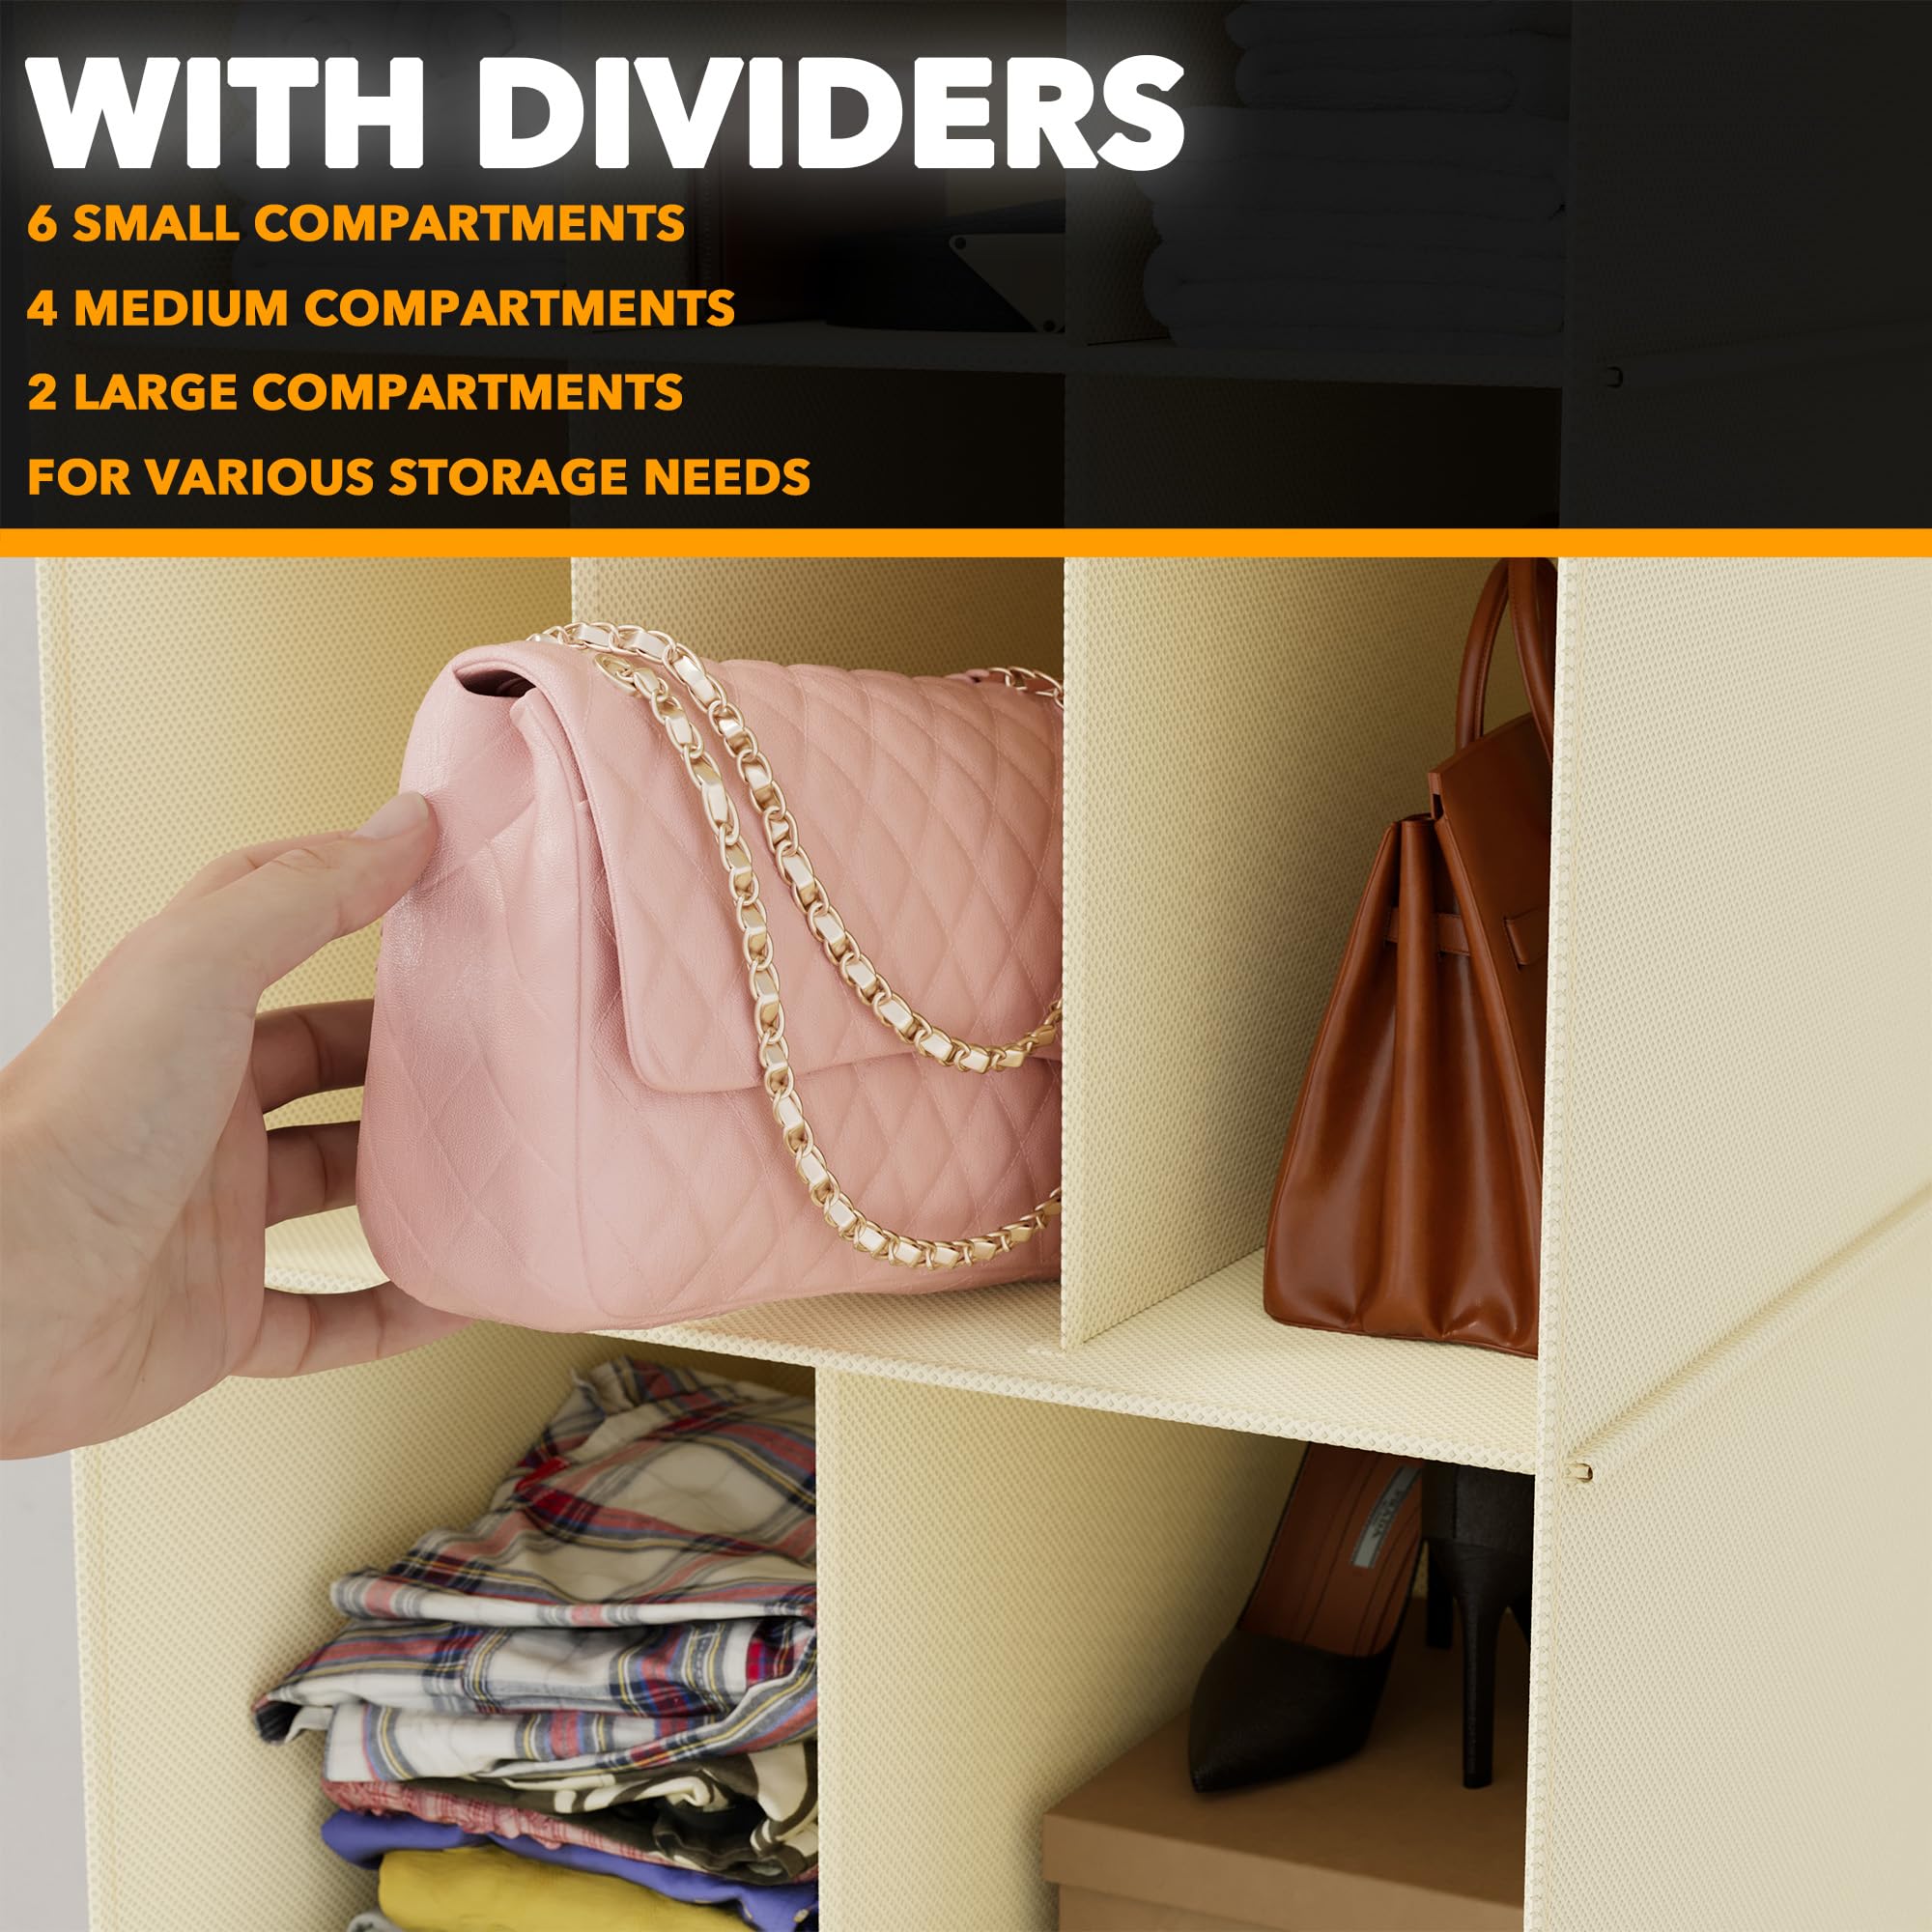 WITH DIVIDERS
6 SMALL COMPARTMENTS
4 MEDIUM COMPARTMENTS
2 LARGE COMPARTMENTS
FOR VARIOUS STORAGE NEEDS